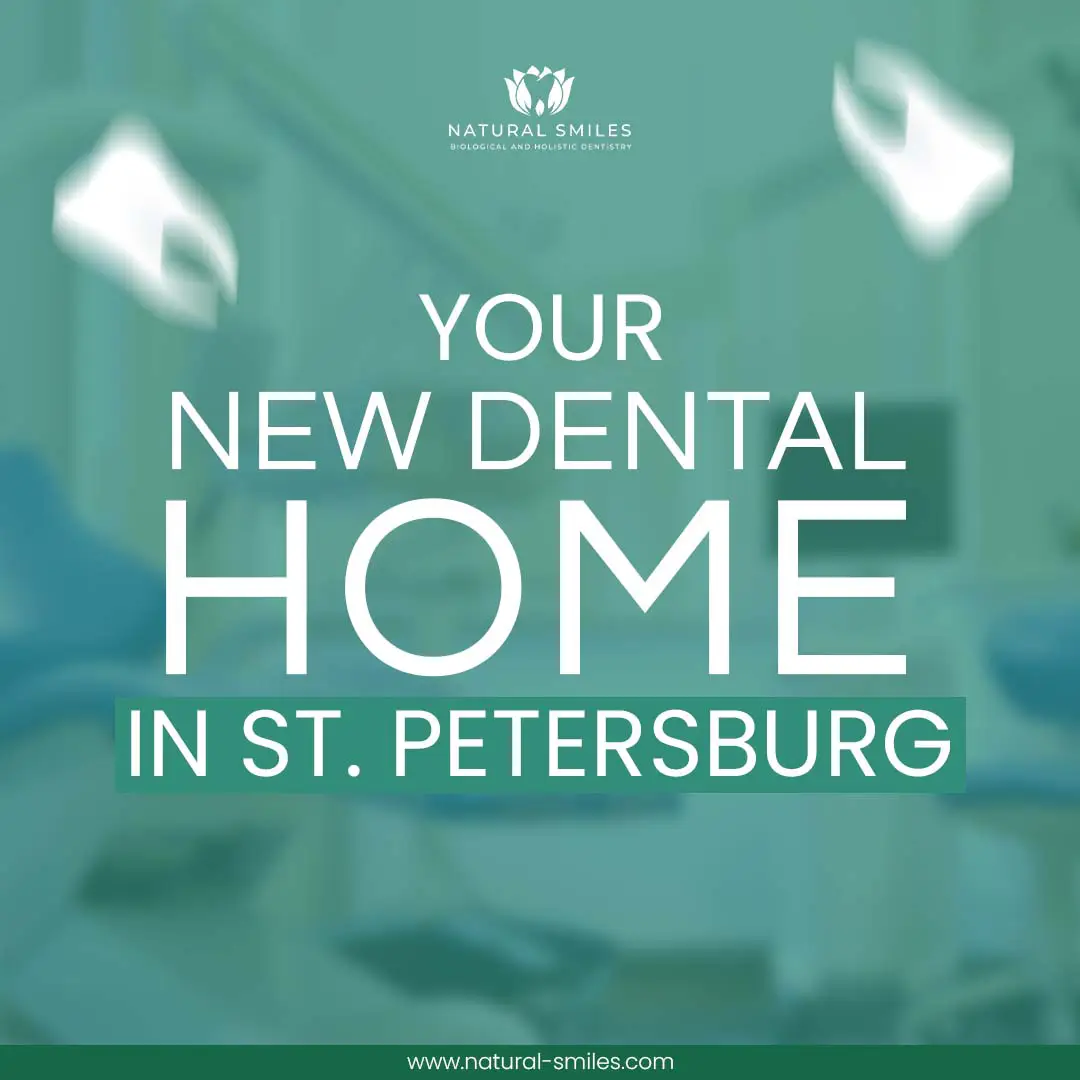 NATURAL SMILES
BIOLOGICAL AND HOLISTIC DENTISTRY
YOUR
NEW DENTAL
HOME
IN ST. PETERSBURG
www.natural-smiles.com